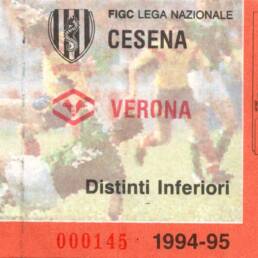 FIGC LEGA NAZIONALE
CESENA
VERONA
Distinti Inferiori
000145 1994-95